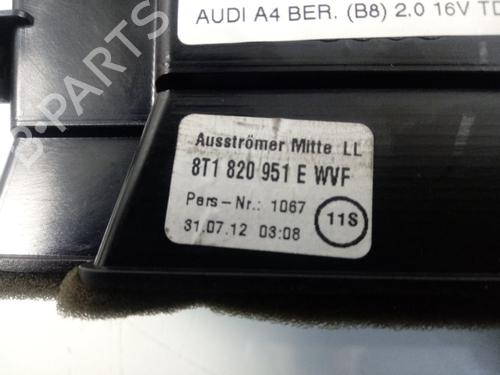 AUDI A4 BER. (B8) 2.0 16V TD
Ausströmer Mitte LL
8T1 820 951 E WVF
Pers-Nr.: 1067
11S
31.07.12 03:08
B-PARTS